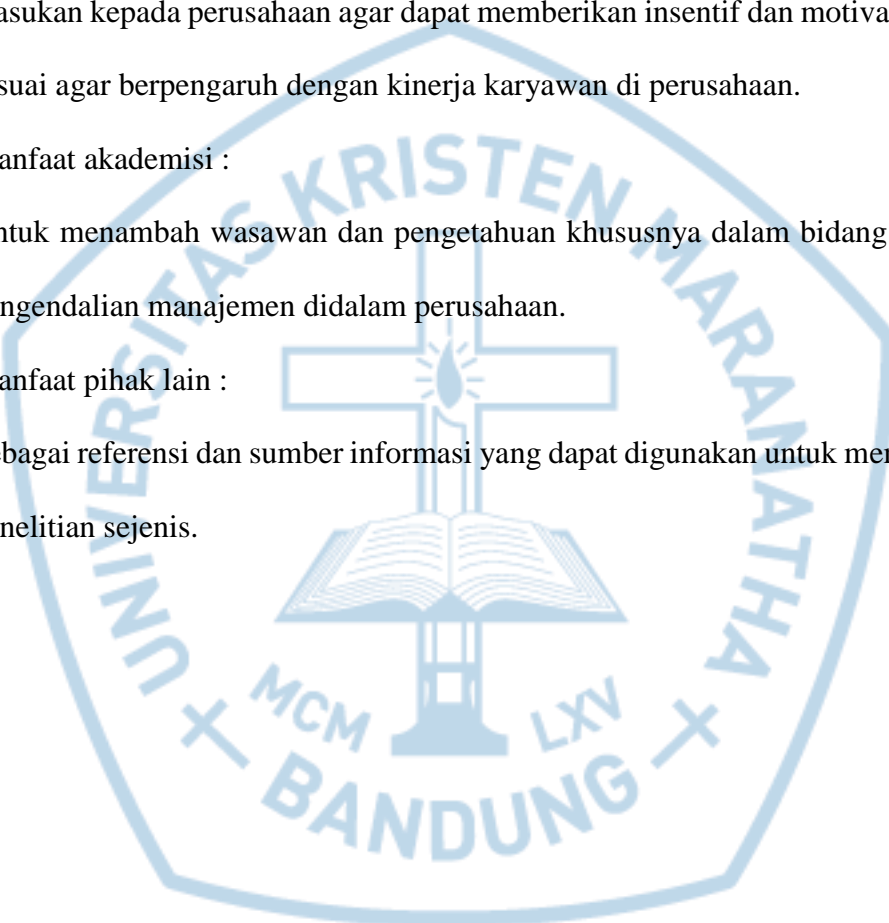 asukan kepada perusahaan agar dapat memberikan insentif dan motiva
suai agar berpengaruh dengan kinerja karyawan di perusahaan.
anfaat akademisi :
ntuk menambah wasawan dan pengetahuan khususnya dalam bidang
ngendalian manajemen didalam perusahaan.
anfaat pihak lain :
ebagai referensi dan sumber informasi yang dapat digunakan untuk men
nelitian sejenis.
UNIVERSITAS KRISTEN MARANATHA
MCM LXV
BANDUNG